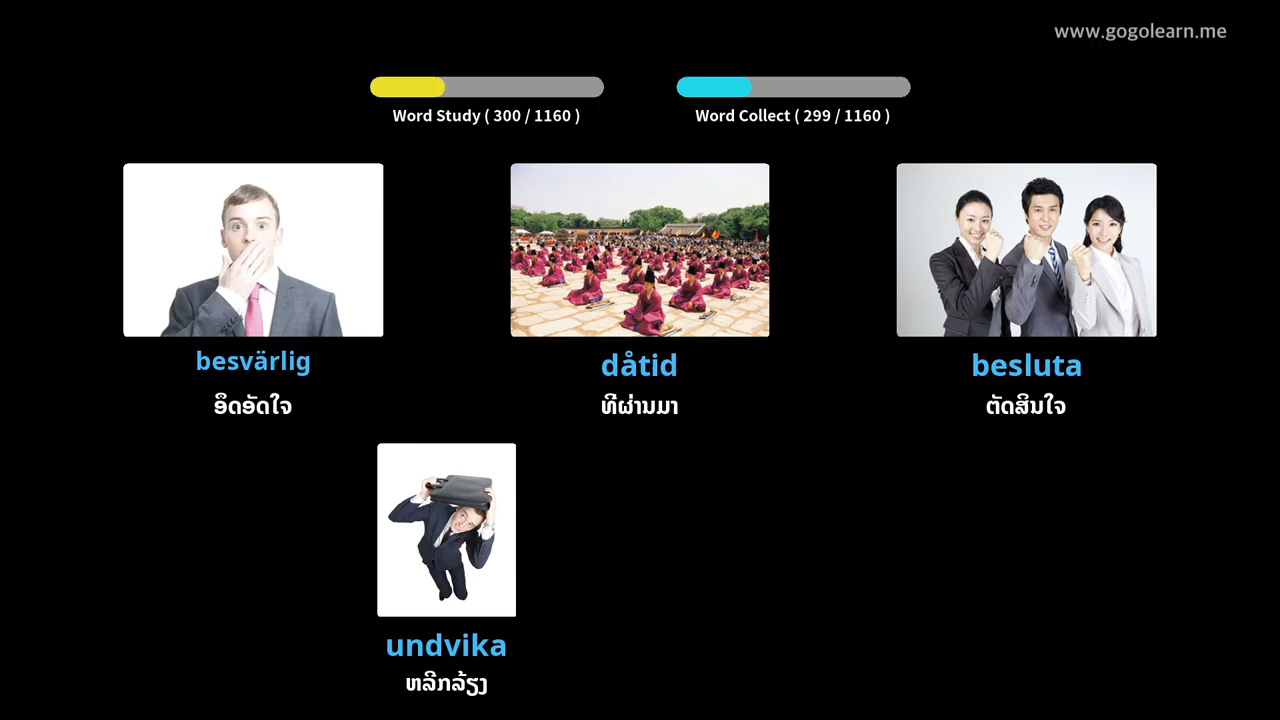 www.gogolearn.me
Word Study ( 300 / 1160 )
Word Collect ( 299 / 1160 )
besvärlig
dåtid
besluta
ອຶດອັດໃຈ
ທີ່ຜ່ານມາ
ຕັດສິນໃຈ
undvika
ຫລີກລ້ຽງ